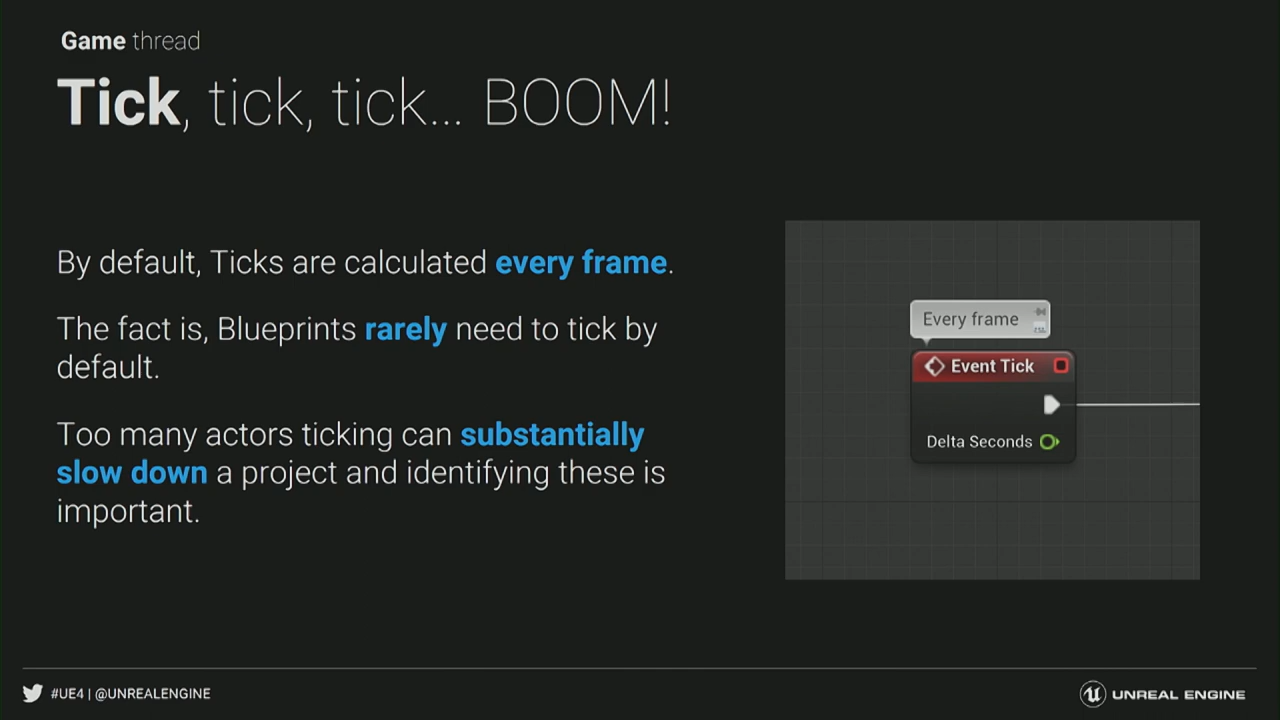 Game thread
Tick, tick, tick... BOOM!
By default, Ticks are calculated every frame.
The fact is, Blueprints rarely need to tick by
default.
Too many actors ticking can substantially
slow down a project and identifying these is
important.
Every frame
Event Tick
Delta Seconds
#UE4 | @UNREALENGINE
UNREAL ENGINE